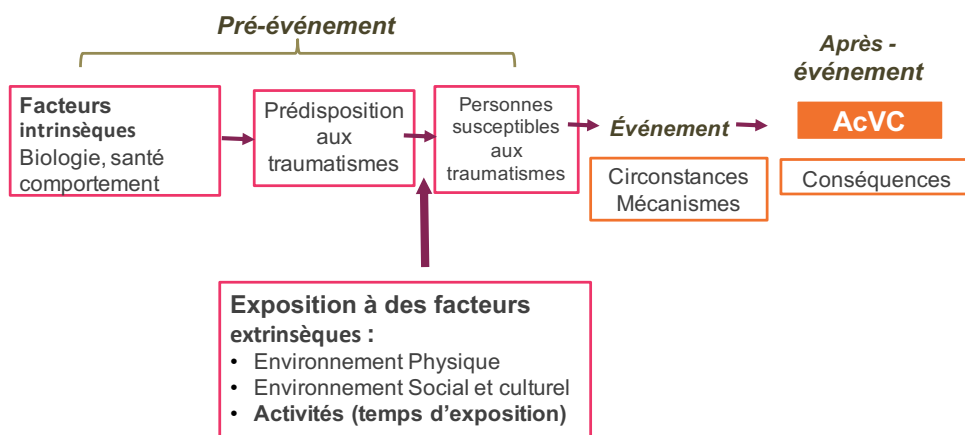 Pré-événement
Après -
événement
Facteurs
intrinsèques
Biologie, santé
comportement
Prédisposition
aux
traumatismes
Personnes
susceptibles
aux
traumatismes
Événement
AcVC
Circonstances
Mécanismes
Conséquences
Exposition à des facteurs
extrinsèques :
• Environnement Physique
• Environnement Social et culturel
• Activités (temps d'exposition)